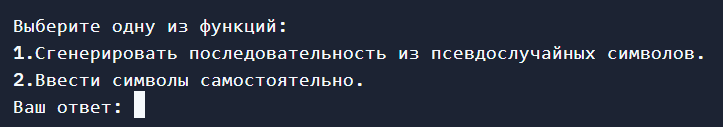 Выберите одну из функций:
1.Сгенерировать последовательность из псевдослучайных символов.
2.Ввести символы самостоятельно.
Ваш ответ: